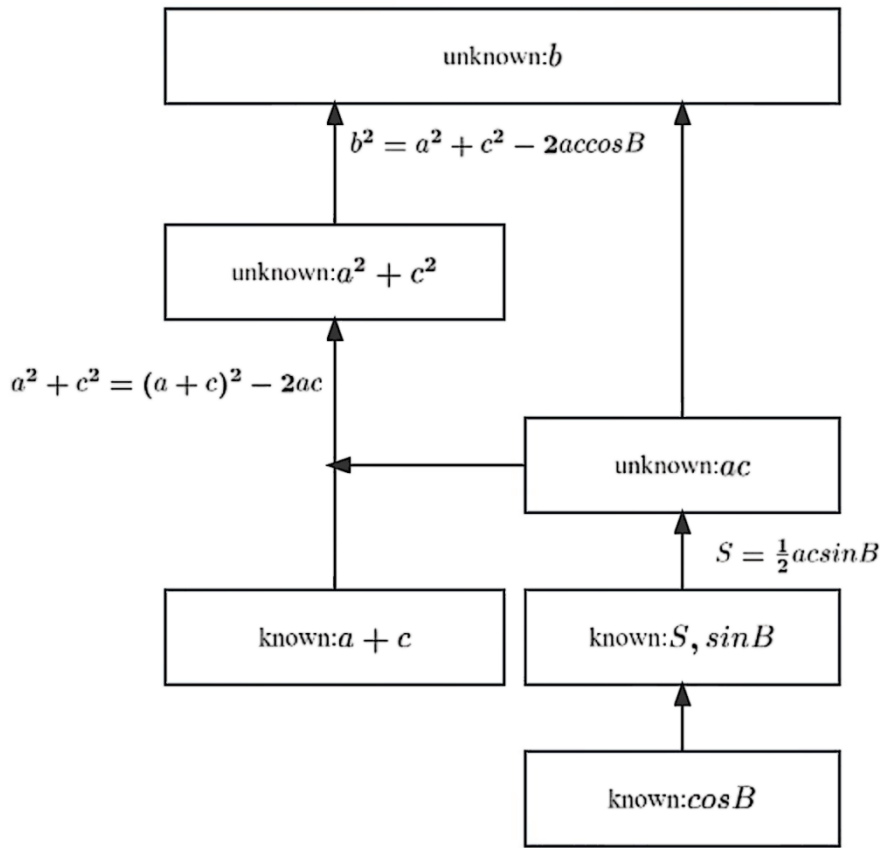 unknown:b
b² = a² + c² − 2accosB
unknown:a² + c²
a² + c² = (a + c)² − 2ac
unknown:ac
S = ½acsinB
known:a + c
known:S, sinB
known:cosB